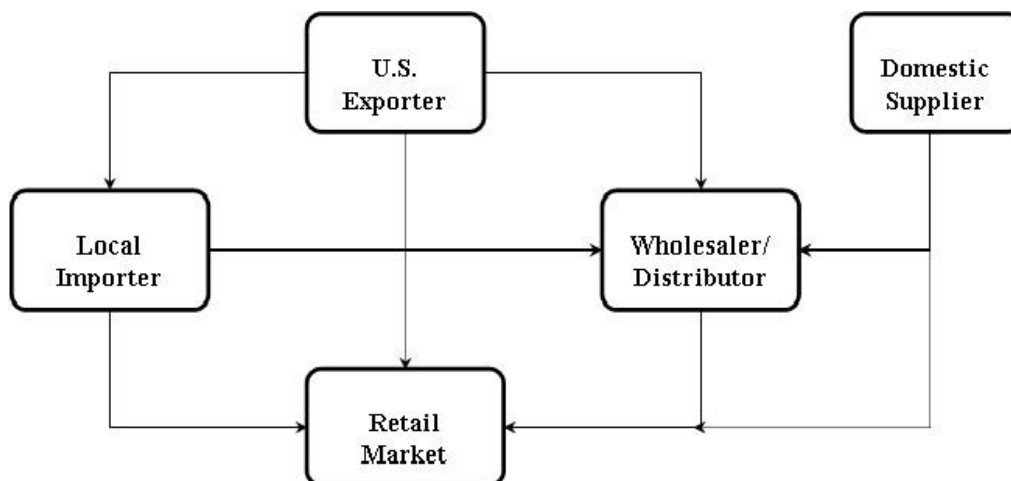 U.S.
Exporter
Domestic
Supplier
Local
Importer
Wholesaler/
Distributor
Retail
Market